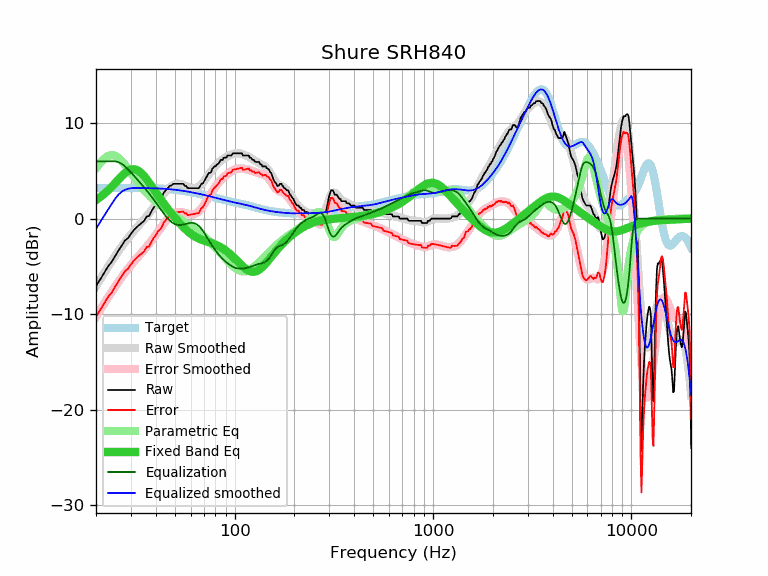 Shure SRH840
Amplitude (dBr)
10
0
−10
−20
−30
Target
Raw Smoothed
Error Smoothed
Raw
Error
Parametric Eq
Fixed Band Eq
Equalization
Equalized smoothed
100
1000
10000
Frequency (Hz)